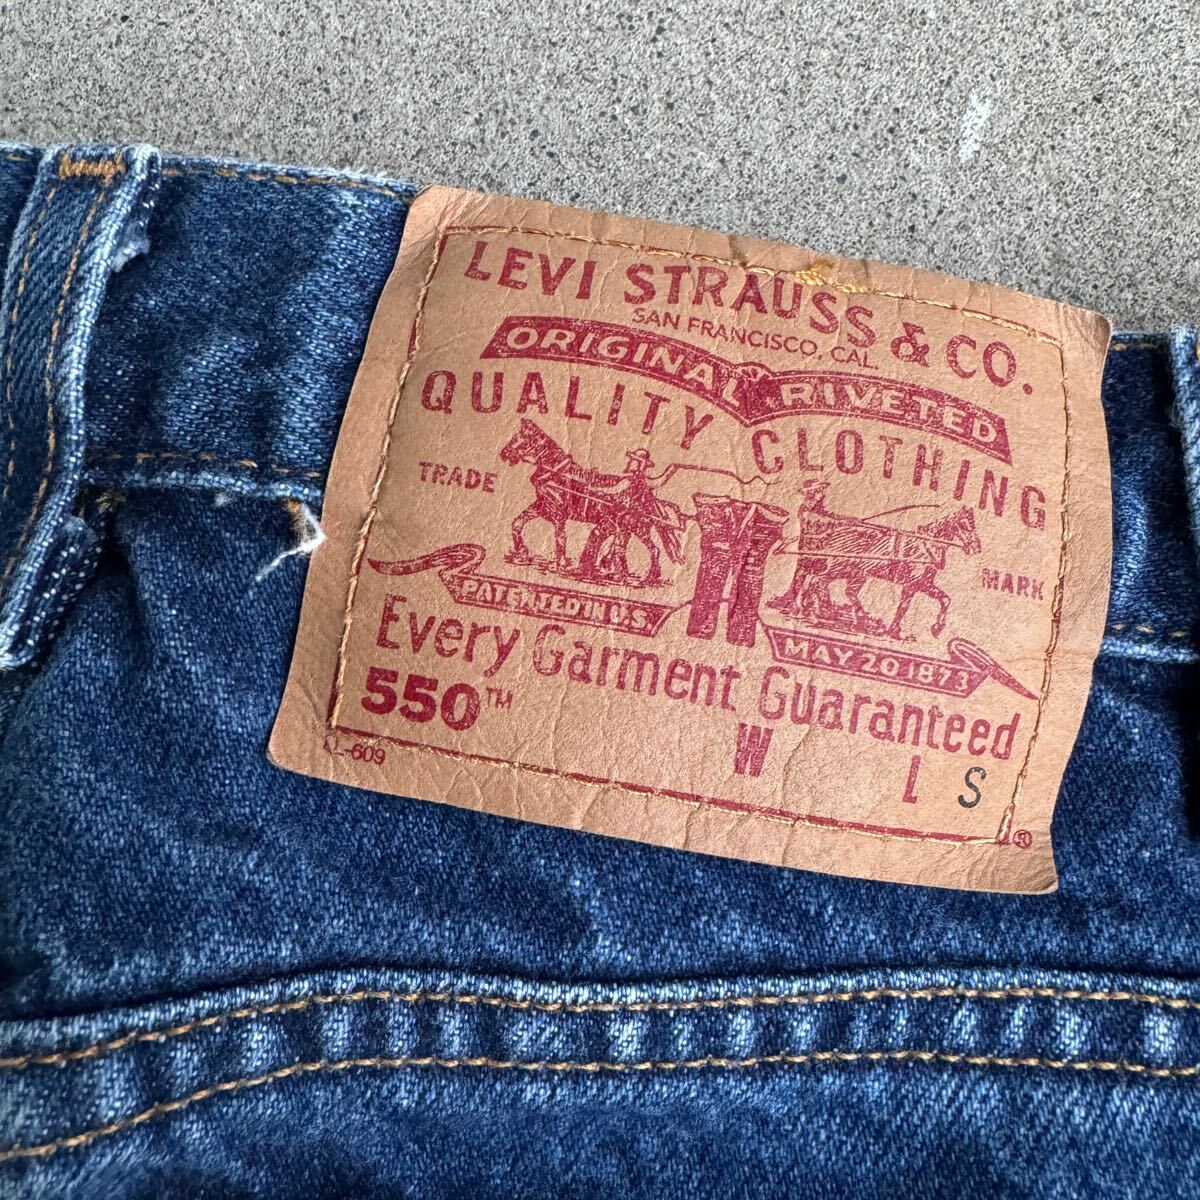 LEVI STRAUSS & CO.
SAN FRANCISCO, CAL.
ORIGINAL RIVETED
QUALITY CLOTHING
TRADE MARK
PATENTED IN U.S. MAY 20 1873
Every Garment Guaranteed
550™
W L S
L-609
®